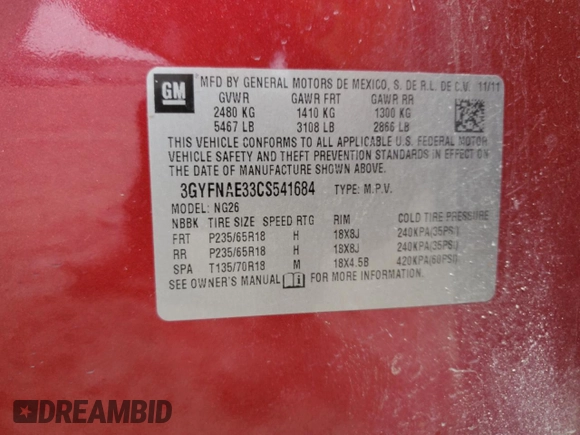 GM
MFD BY GENERAL MOTORS DE MEXICO, S. DE R.L. DE C.V. 11/11
GVWR GAWR FRT GAWR RR
2480 KG 1410 KG 1300 KG
5467 LB 3108 LB 2866 LB
THIS VEHICLE CONFORMS TO ALL APPLICABLE U.S. FEDERAL MOTOR
VEHICLE SAFETY AND THEFT PREVENTION STANDARDS IN EFFECT ON
THE DATE OF MANUFACTURE SHOWN ABOVE.
3GYFNAE33CS541684 TYPE: M.P.V.
MODEL: NG26
NBBK TIRE SIZE SPEED RTG RIM COLD TIRE PRESSURE
FRT P235/65R18 H 18X8J 240KPA(35PSI)
RR P235/65R18 H 18X8J 240KPA(35PSI)
SPA T135/70R18 M 18X4.5B 420KPA(60PSI)
SEE OWNER'S MANUAL FOR MORE INFORMATION.
DREAMBID